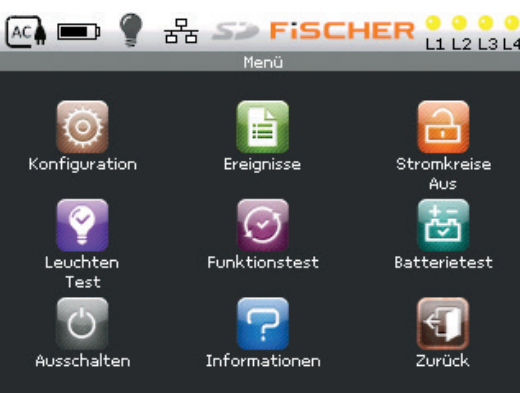 AC
SD FiSCHER
L1 L2 L3 L4
Menü
Konfiguration
Ereignisse
Stromkreise
Aus
Leuchten
Test
Funktionstest
Batterietest
Ausschalten
Informationen
Zurück